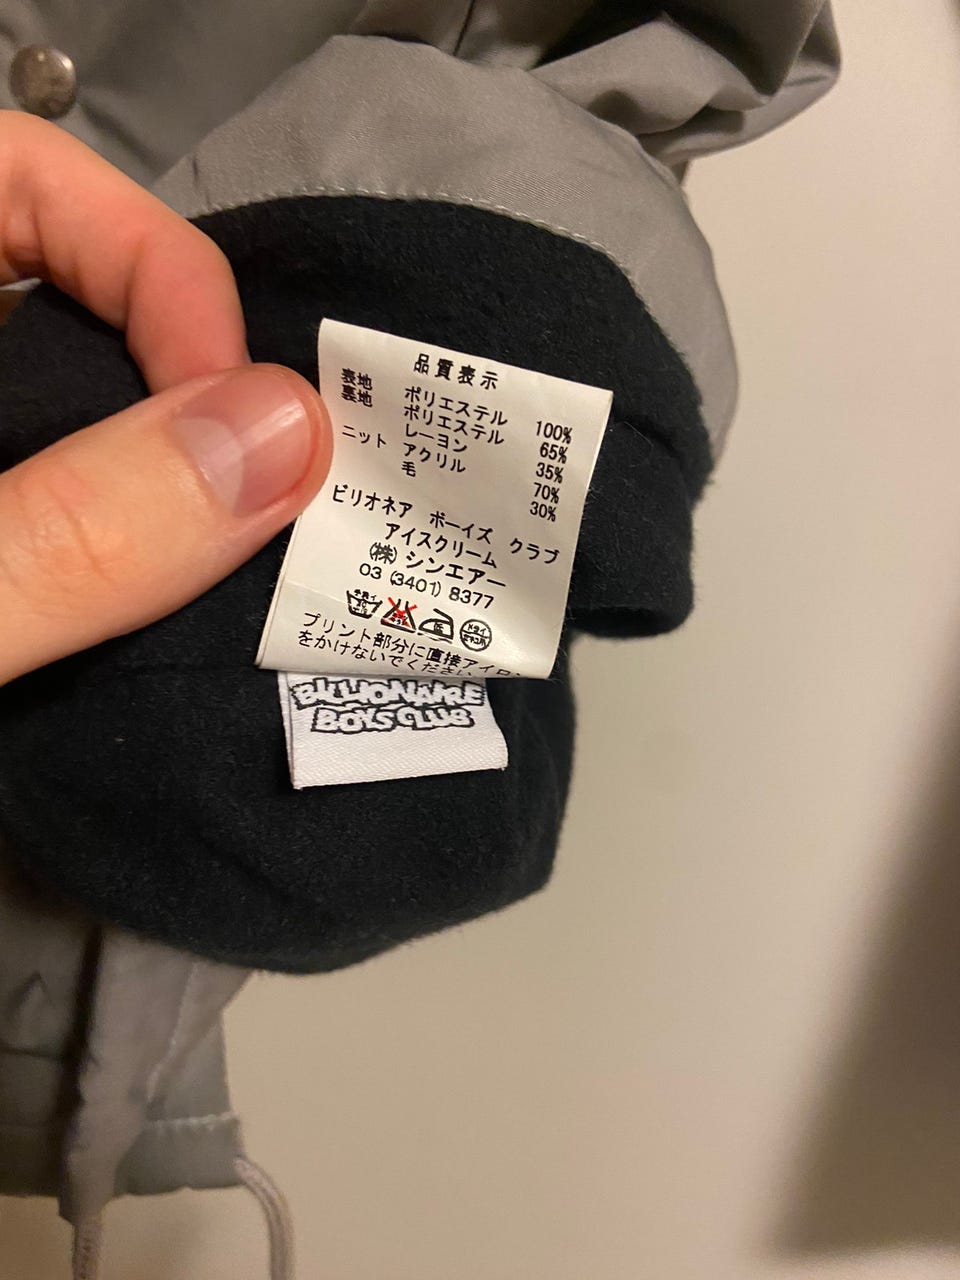 品質表示
表地 ポリエステル 100%
裏地 ポリエステル 65%
レーヨン 35%
ニット アクリル 70%
毛 30%
ビリオネア ボーイズ クラブ
アイスクリーム
(株) シンエアー
03 (3401) 8377
プリント部分に直接アイロン
をかけないでください
BILLIONAIRE
BOYS CLUB